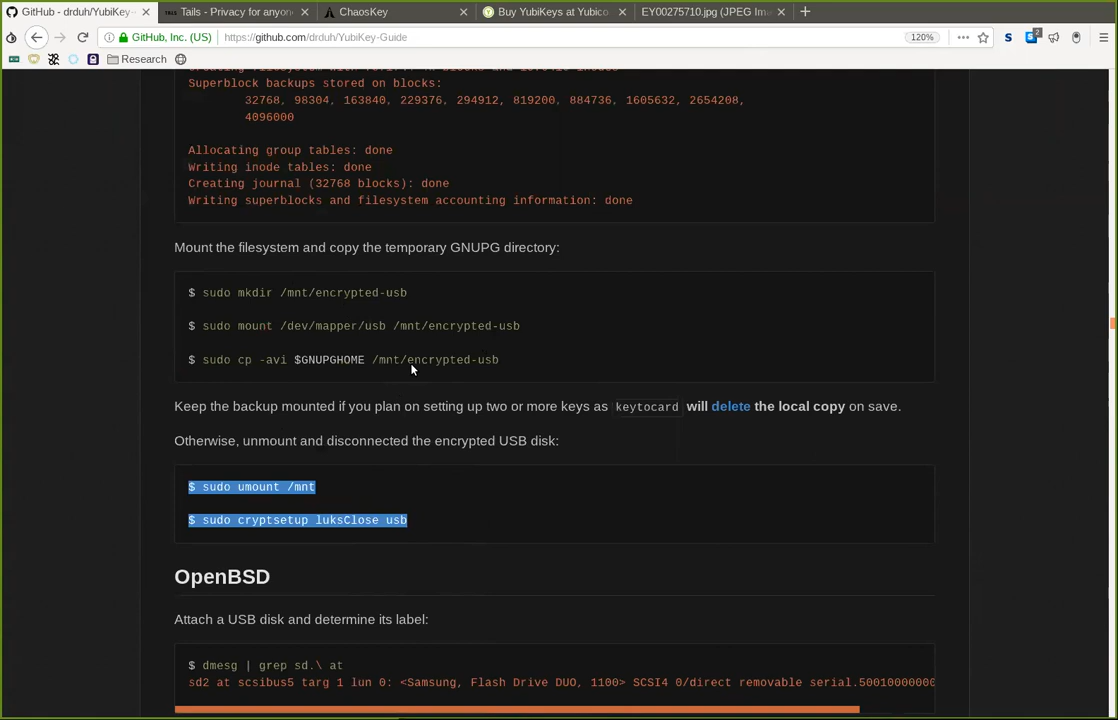 GitHub - drduh/YubiKey-
Tails - Privacy for anyon
ChaosKey
Buy YubiKeys at Yubico
EY00275710.jpg (JPEG Ima
GitHub, Inc. (US)
https://github.com/drduh/YubiKey-Guide
120%
S
2
Research
Superblock backups stored on blocks:
32768, 98304, 163840, 229376, 294912, 819200, 884736, 1605632, 2654208,
4096000
Allocating group tables: done
Writing inode tables: done
Creating journal (32768 blocks): done
Writing superblocks and filesystem accounting information: done
Mount the filesystem and copy the temporary GNUPG directory:
$ sudo mkdir /mnt/encrypted-usb
$ sudo mount /dev/mapper/usb /mnt/encrypted-usb
$ sudo cp -avi $GNUPGHOME /mnt/encrypted-usb
Keep the backup mounted if you plan on setting up two or more keys as keytocard will delete the local copy on save.
Otherwise, unmount and disconnected the encrypted USB disk:
$ sudo umount /mnt
$ sudo cryptsetup luksClose usb
OpenBSD
Attach a USB disk and determine its label:
$ dmesg | grep sd.\ at
sd2 at scsibus5 targ 1 lun 0: <Samsung, Flash Drive DUO, 1100> SCSI4 0/direct removable serial.50010000000